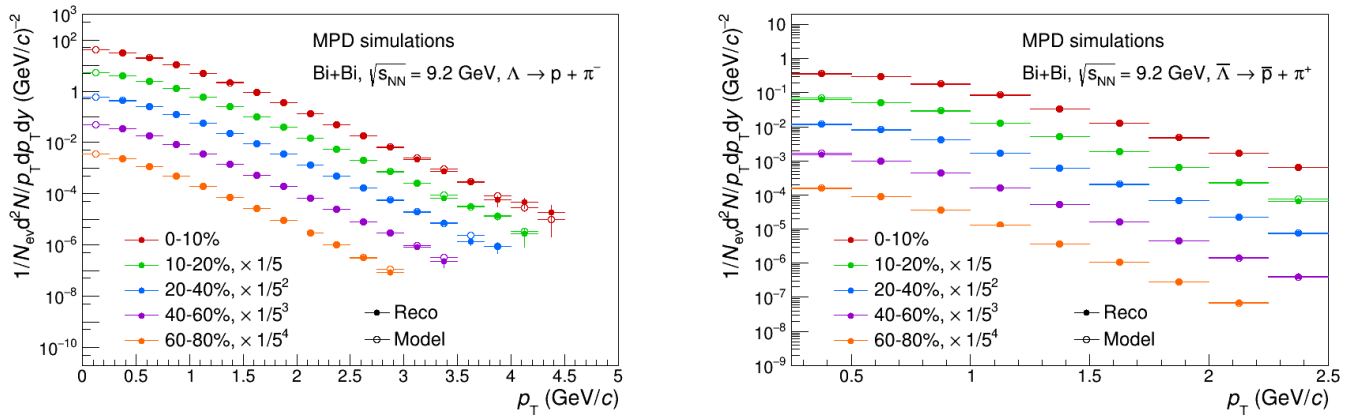 MPD simulations
Bi+Bi, √s_NN = 9.2 GeV, Λ → p + π⁻
1/N_ev d²N/p_T dp_T dy (GeV/c)⁻²
10³
10²
1
10⁻²
10⁻⁴
10⁻⁶
10⁻⁸
10⁻¹⁰
0-10%
10-20%, × 1/5
20-40%, × 1/5²
40-60%, × 1/5³
60-80%, × 1/5⁴
Reco
Model
0 0.5 1 1.5 2 2.5 3 3.5 4 4.5 5
p_T (GeV/c)
MPD simulations
Bi+Bi, √s_NN = 9.2 GeV, Λ̅ → p̅ + π⁺
1/N_ev d²N/p_T dp_T dy (GeV/c)⁻²
10
1
10⁻¹
10⁻²
10⁻³
10⁻⁴
10⁻⁵
10⁻⁶
10⁻⁷
10⁻⁸
10⁻⁹
0-10%
10-20%, × 1/5
20-40%, × 1/5²
40-60%, × 1/5³
60-80%, × 1/5⁴
Reco
Model
0.5 1 1.5 2 2.5
p_T (GeV/c)